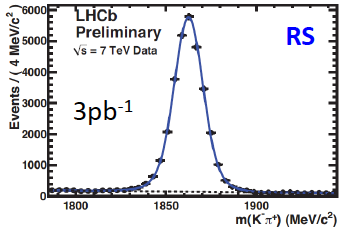 Events / ( 4 MeV/c²)
6000
5000
4000
3000
2000
1000
0
LHCb
Preliminary
√s = 7 TeV Data
3pb⁻¹
RS
1800
1850
1900
m(K⁻π⁺) (MeV/c²)